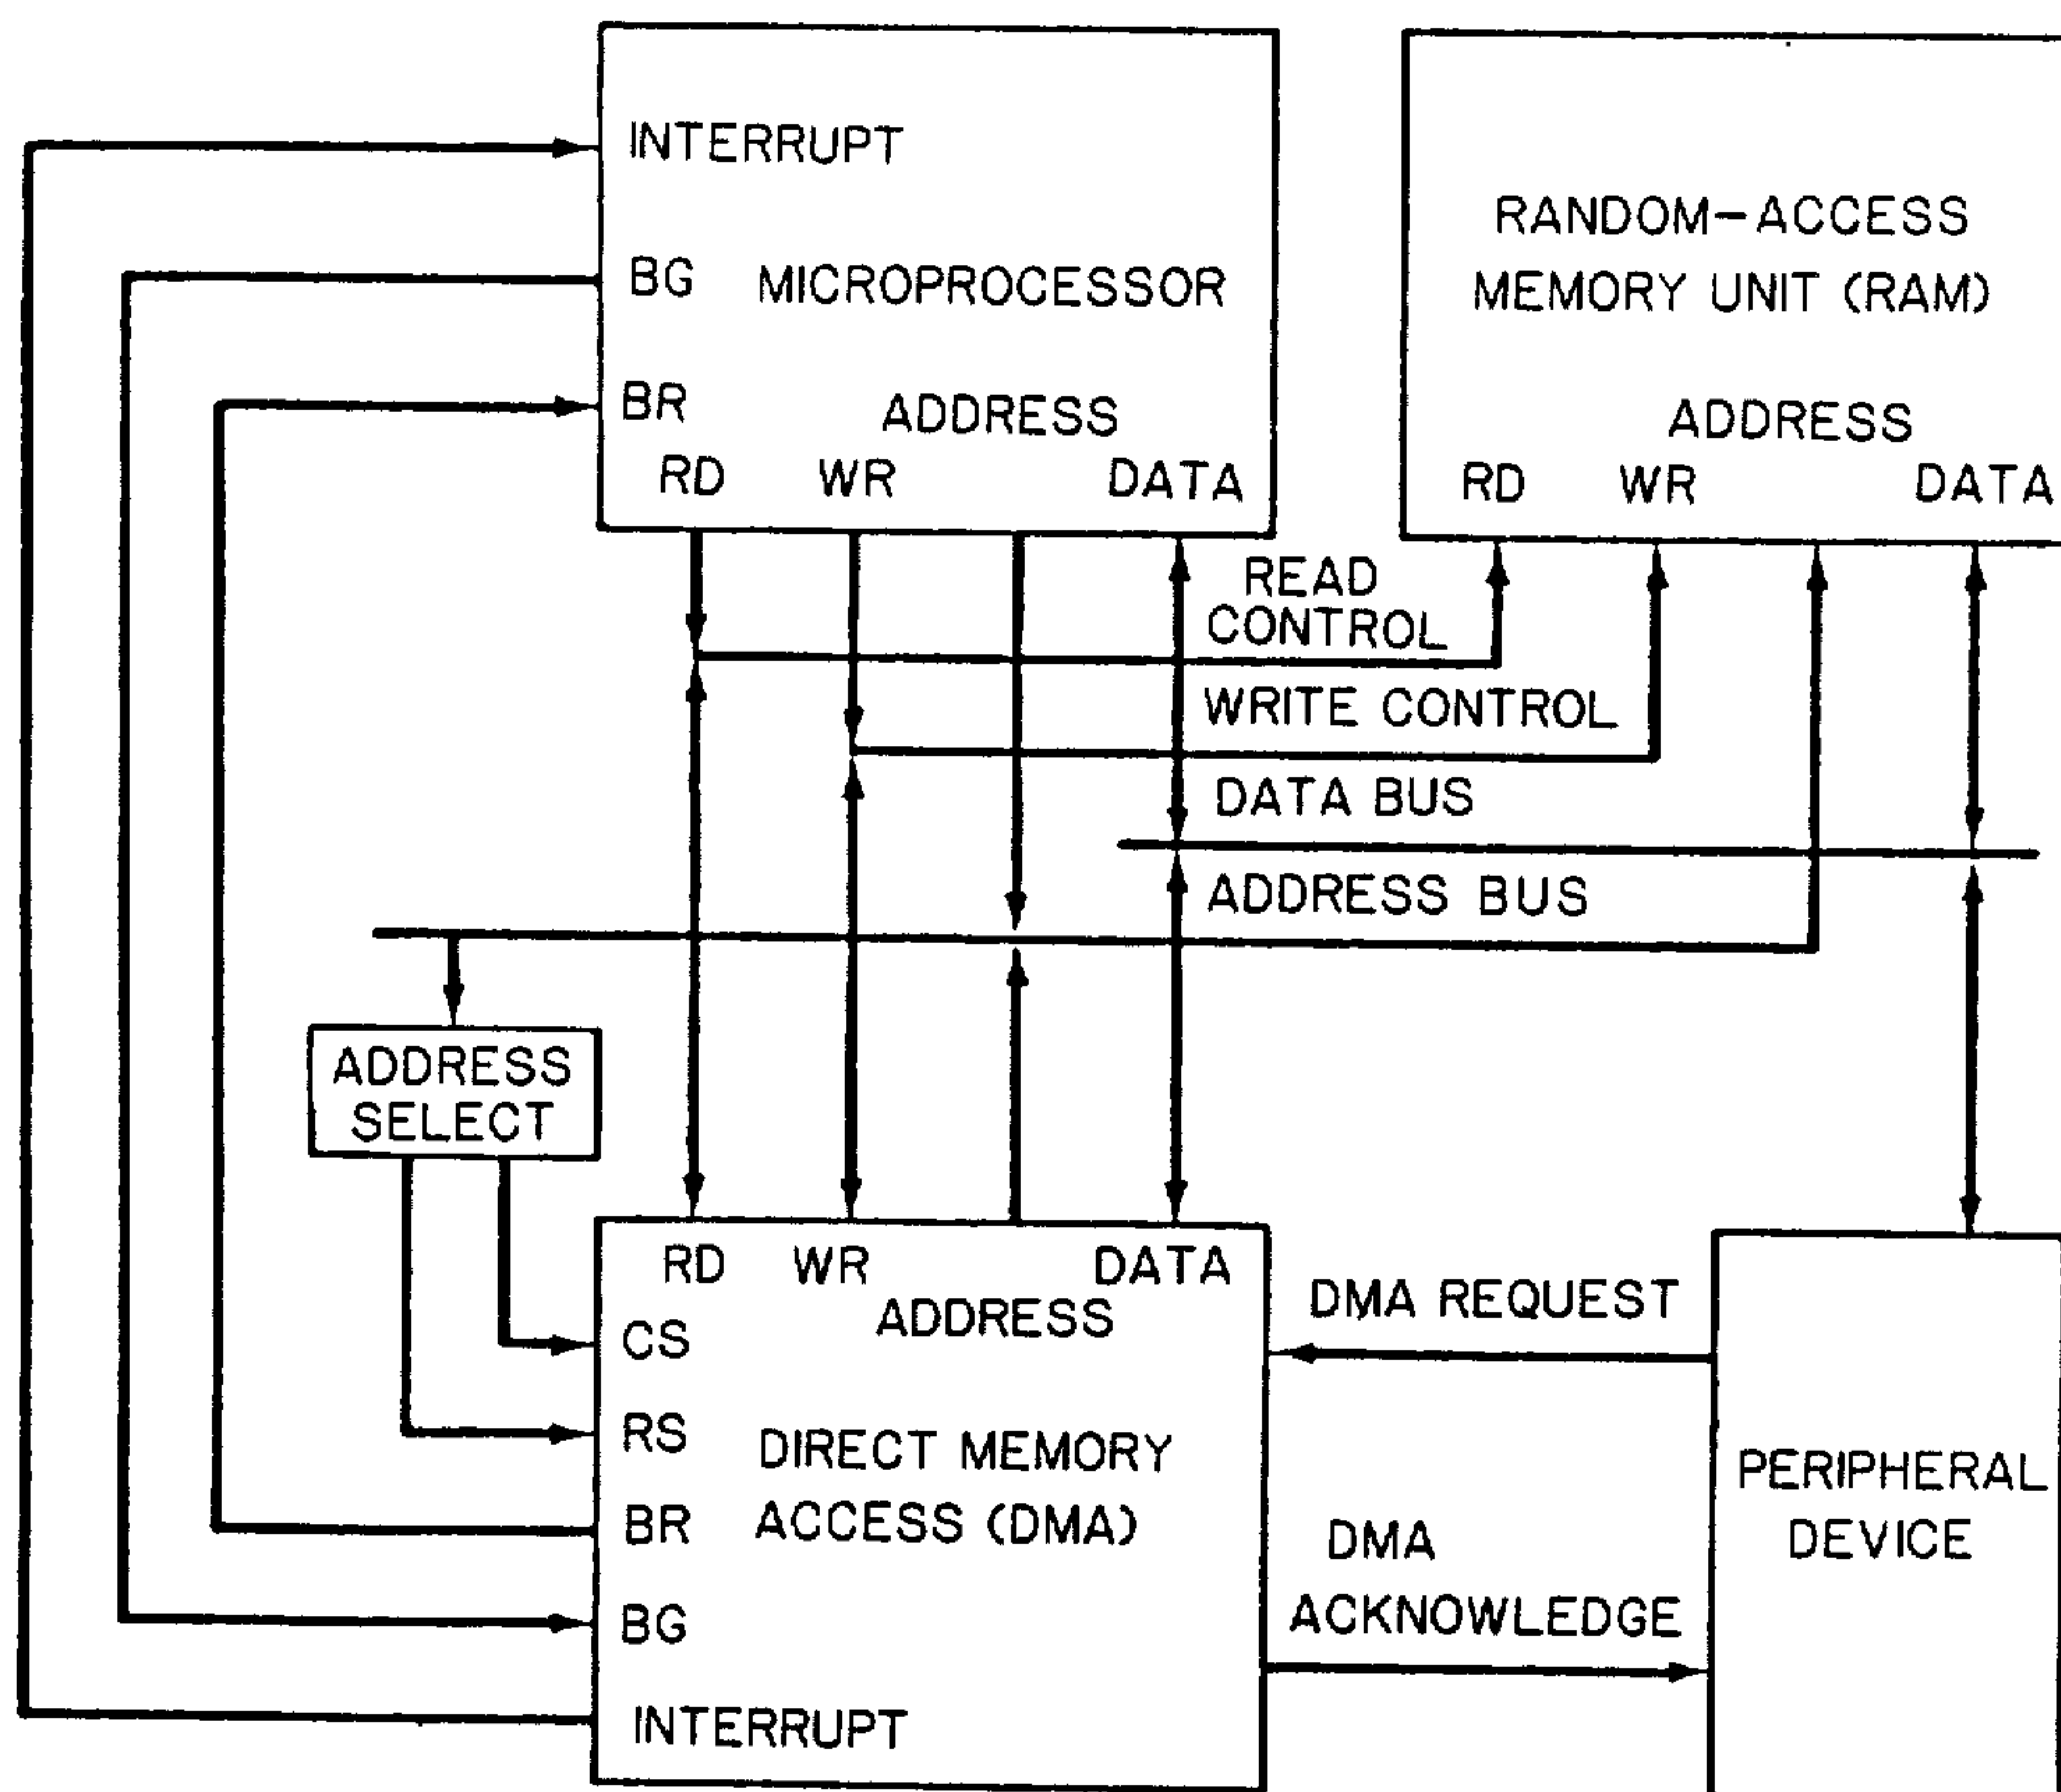 INTERRUPT
BG
MICROPROCESSOR
BR
ADDRESS
RD
WR
DATA
RANDOM-ACCESS
MEMORY UNIT (RAM)
ADDRESS
RD
WR
DATA
READ
CONTROL
WRITE CONTROL
DATA BUS
ADDRESS BUS
ADDRESS
SELECT
RD
WR
DATA
ADDRESS
CS
RS
DIRECT MEMORY
ACCESS (DMA)
BR
BG
INTERRUPT
DMA REQUEST
DMA
ACKNOWLEDGE
PERIPHERAL
DEVICE